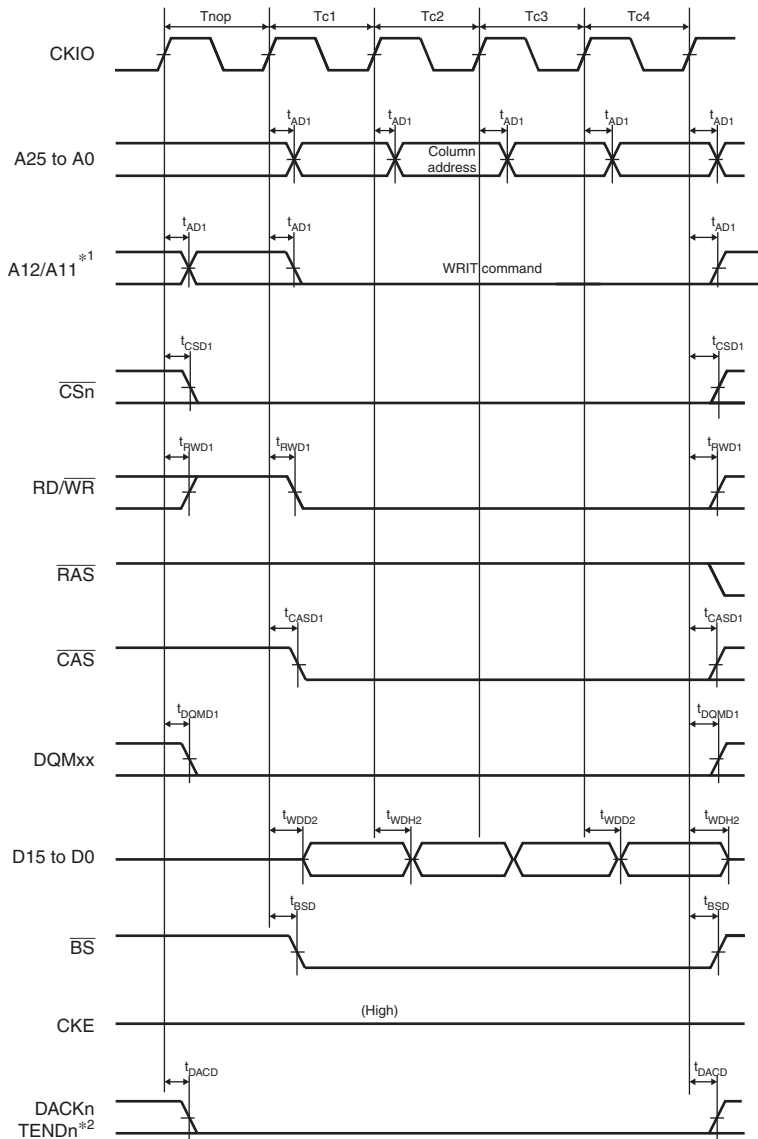 Tnop Tc1 Tc2 Tc3 Tc4
CKIO
tAD1 tAD1 tAD1 tAD1 tAD1
A25 to A0
Column
address
tAD1 tAD1 tAD1
A12/A11*1
WRIT command
tCSD1 tCSD1
CSn
tRWD1 tRWD1 tRWD1
RD/WR
RAS
tCASD1 tCASD1
CAS
tDQMD1 tDQMD1
DQMxx
tWDD2 tWDH2 tWDD2 tWDH2
D15 to D0
tBSD tBSD
BS
(High)
CKE
tDACD tDACD
DACKn
TENDn*2